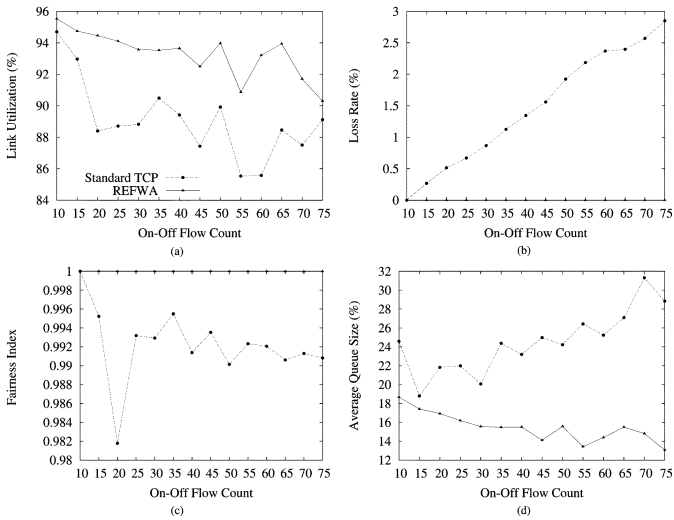 96
94
92
90
88
86
84
Link Utilization (%)
Standard TCP
REFWA
10 15 20 25 30 35 40 45 50 55 60 65 70 75
On-Off Flow Count
(a)
3
2.5
2
1.5
1
0.5
0
Loss Rate (%)
10 15 20 25 30 35 40 45 50 55 60 65 70 75
On-Off Flow Count
(b)
1
0.998
0.996
0.994
0.992
0.99
0.988
0.986
0.984
0.982
0.98
Fairness Index
10 15 20 25 30 35 40 45 50 55 60 65 70 75
On-Off Flow Count
(c)
32
30
28
26
24
22
20
18
16
14
12
Average Queue Size (%)
10 15 20 25 30 35 40 45 50 55 60 65 70 75
On-Off Flow Count
(d)